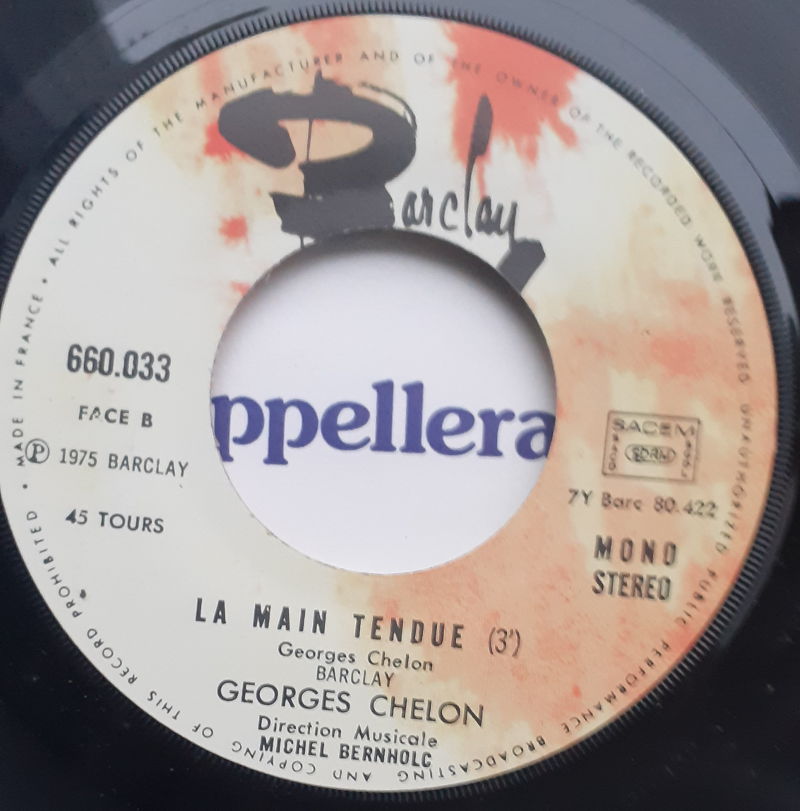 MADE IN FRANCE • ALL RIGHTS OF THE MANUFACTURER AND OF THE OWNER OF THE RECORDED WORK RESERVED UNAUTHORIZED PUBLIC PERFORMANCE BROADCASTING AND COPYING OF THIS RECORD PROHIBITED •
Barclay
660.033
FACE B
Ⓟ 1975 BARCLAY
45 TOURS
ppellera
SACEM
SDRM
7Y Barc 80.422
MONO
STEREO
LA MAIN TENDUE (3')
Georges Chelon
BARCLAY
GEORGES CHELON
Direction Musicale
MICHEL BERNHOLC